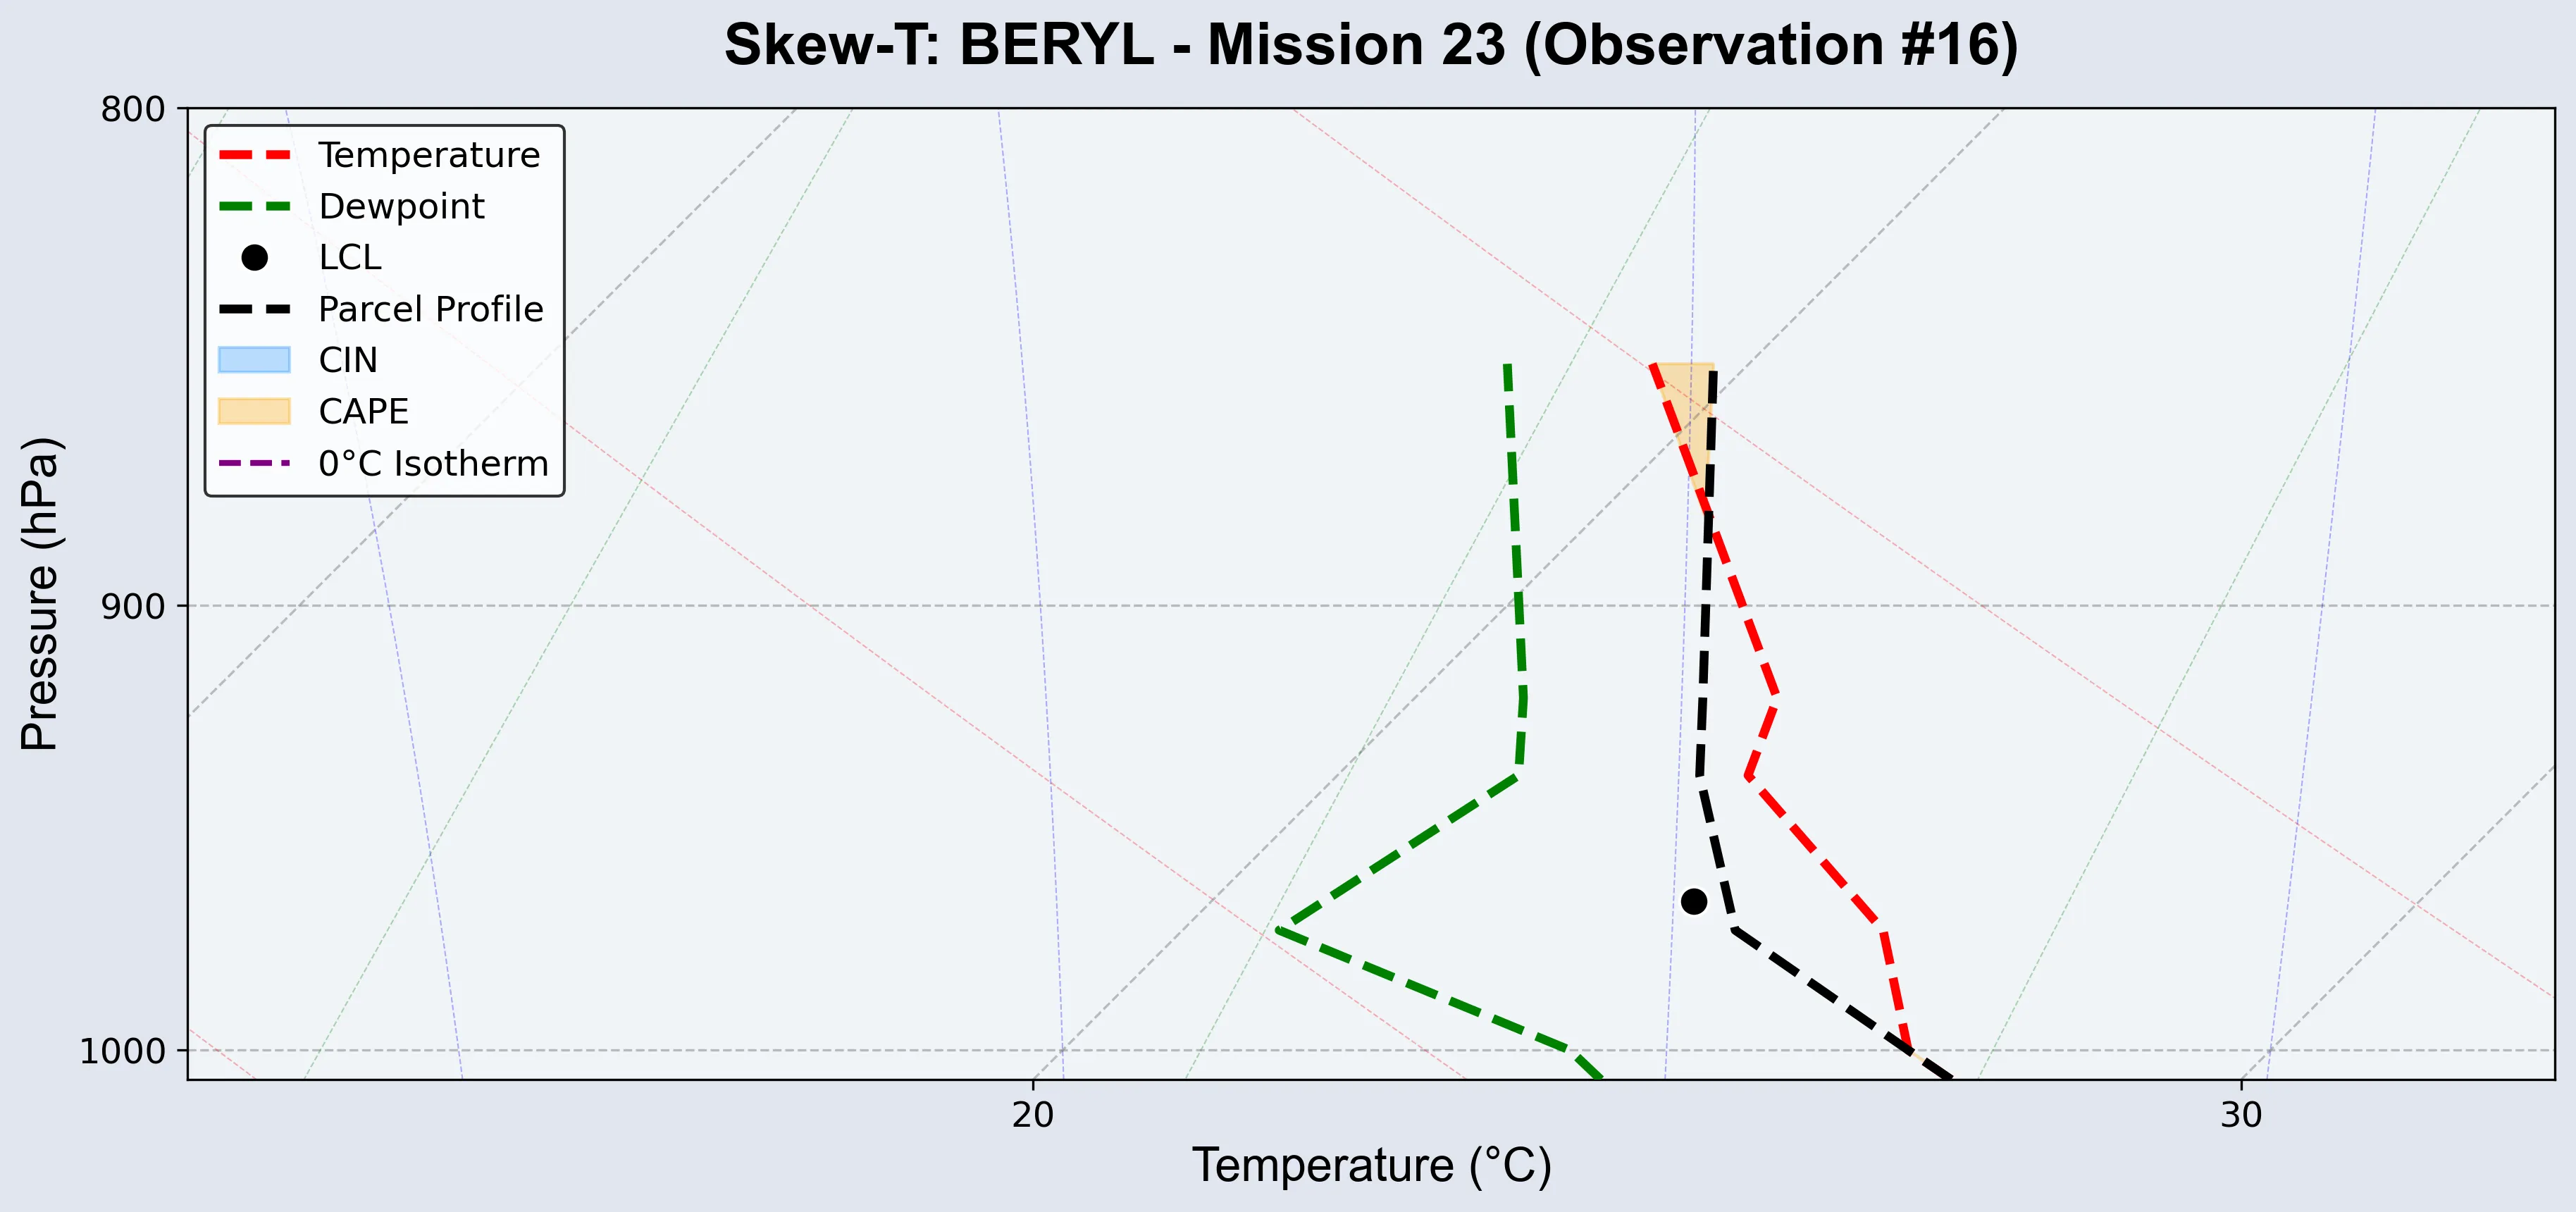 Skew-T: BERYL - Mission 23 (Observation #16)
800
900
1000
Pressure (hPa)
Temperature
Dewpoint
LCL
Parcel Profile
CIN
CAPE
0°C Isotherm
20
30
Temperature (°C)